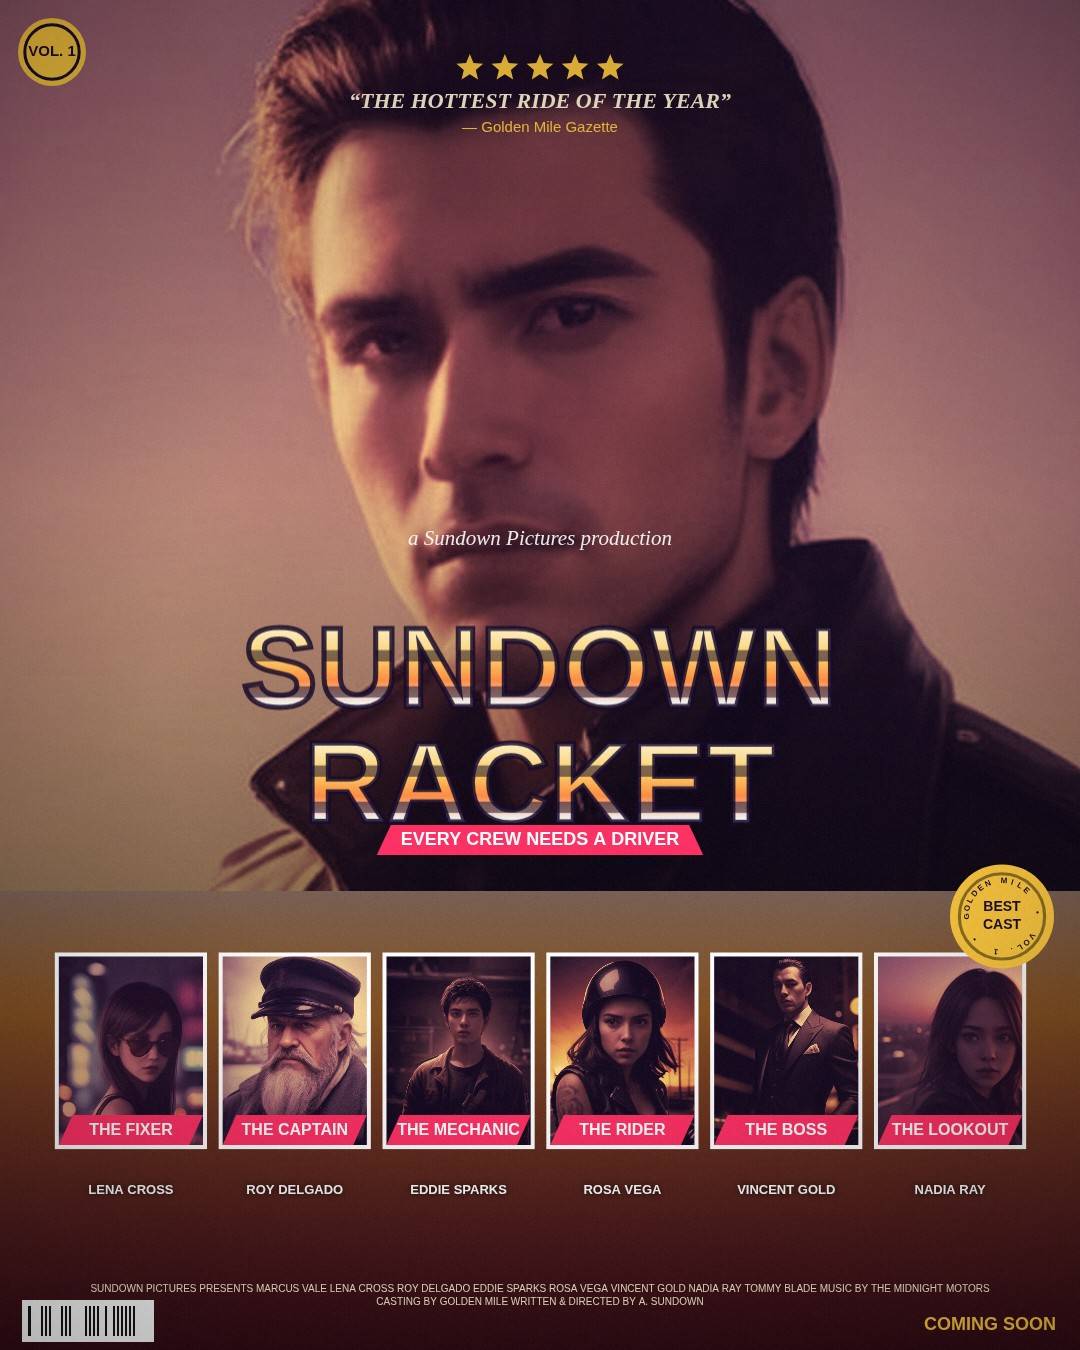 VOL. 1
“THE HOTTEST RIDE OF THE YEAR”
— Golden Mile Gazette
a Sundown Pictures production
SUNDOWN
RACKET
EVERY CREW NEEDS A DRIVER
GOLDEN MILE • VOL. 1 •
BEST
CAST
THE FIXER
THE CAPTAIN
THE MECHANIC
THE RIDER
THE BOSS
THE LOOKOUT
LENA CROSS
ROY DELGADO
EDDIE SPARKS
ROSA VEGA
VINCENT GOLD
NADIA RAY
SUNDOWN PICTURES PRESENTS MARCUS VALE LENA CROSS ROY DELGADO EDDIE SPARKS ROSA VEGA VINCENT GOLD NADIA RAY TOMMY BLADE MUSIC BY THE MIDNIGHT MOTORS
CASTING BY GOLDEN MILE WRITTEN & DIRECTED BY A. SUNDOWN
COMING SOON